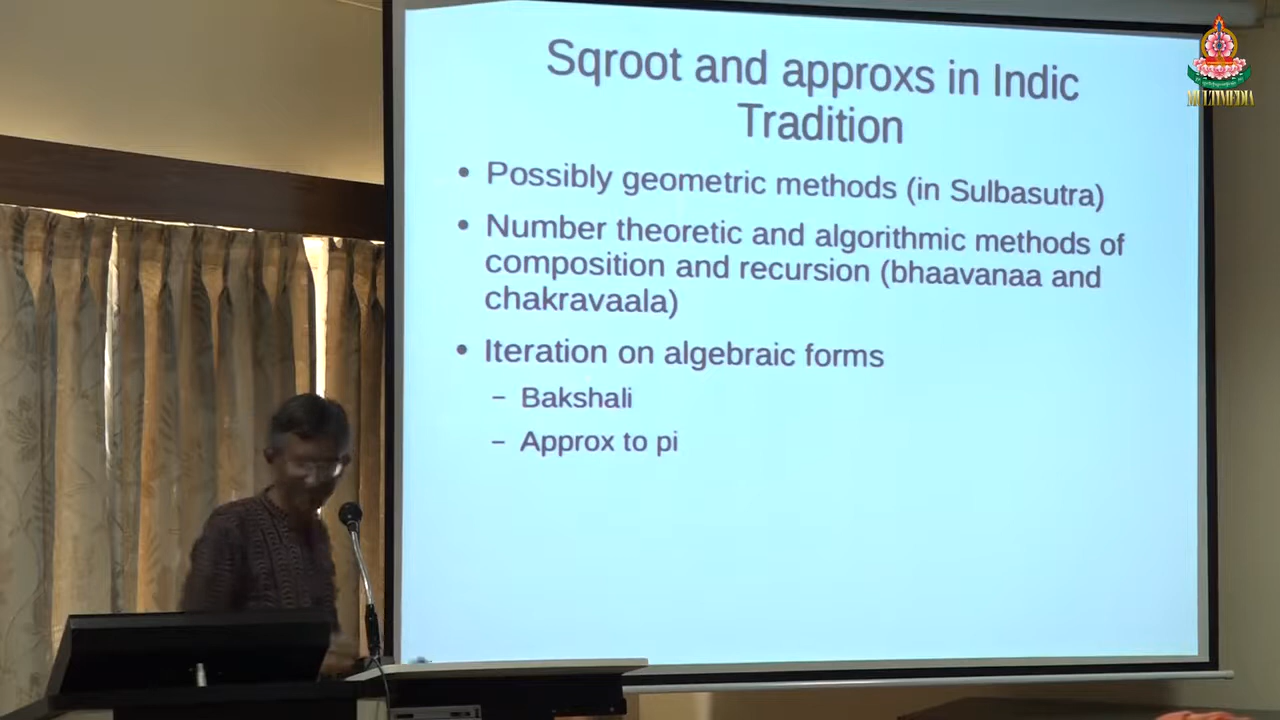 Sqroot and approxs in Indic
Tradition
• Possibly geometric methods (in Sulbasutra)
• Number theoretic and algorithmic methods of
composition and recursion (bhaavanaa and
chakravaala)
• Iteration on algebraic forms
– Bakshali
– Approx to pi
MULTIMEDIA